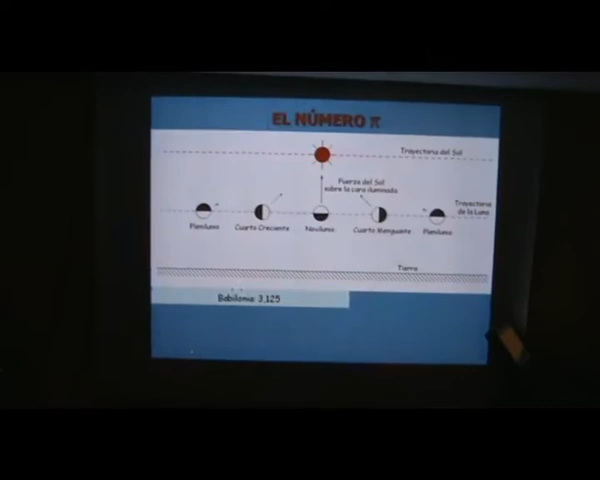 EL NÚMERO π
Trayectoria del Sol
Fuerza del Sol
sobre la cara iluminada
Trayectoria
de la Luna
Plenilunio
Cuarto Creciente
Novilunio
Cuarto Menguante
Plenilunio
Tierra
Babilonia: 3,125